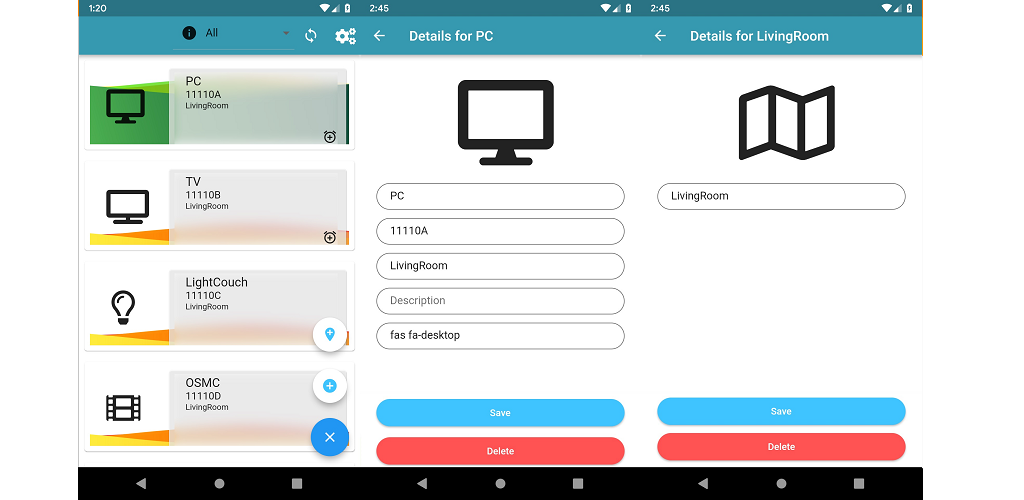 1:20
All
PC
11110A
LivingRoom
TV
11110B
LivingRoom
LightCouch
11110C
LivingRoom
OSMC
11110D
LivingRoom
2:45
Details for PC
PC
11110A
LivingRoom
Description
fas fa-desktop
Save
Delete
2:45
Details for LivingRoom
LivingRoom
Save
Delete